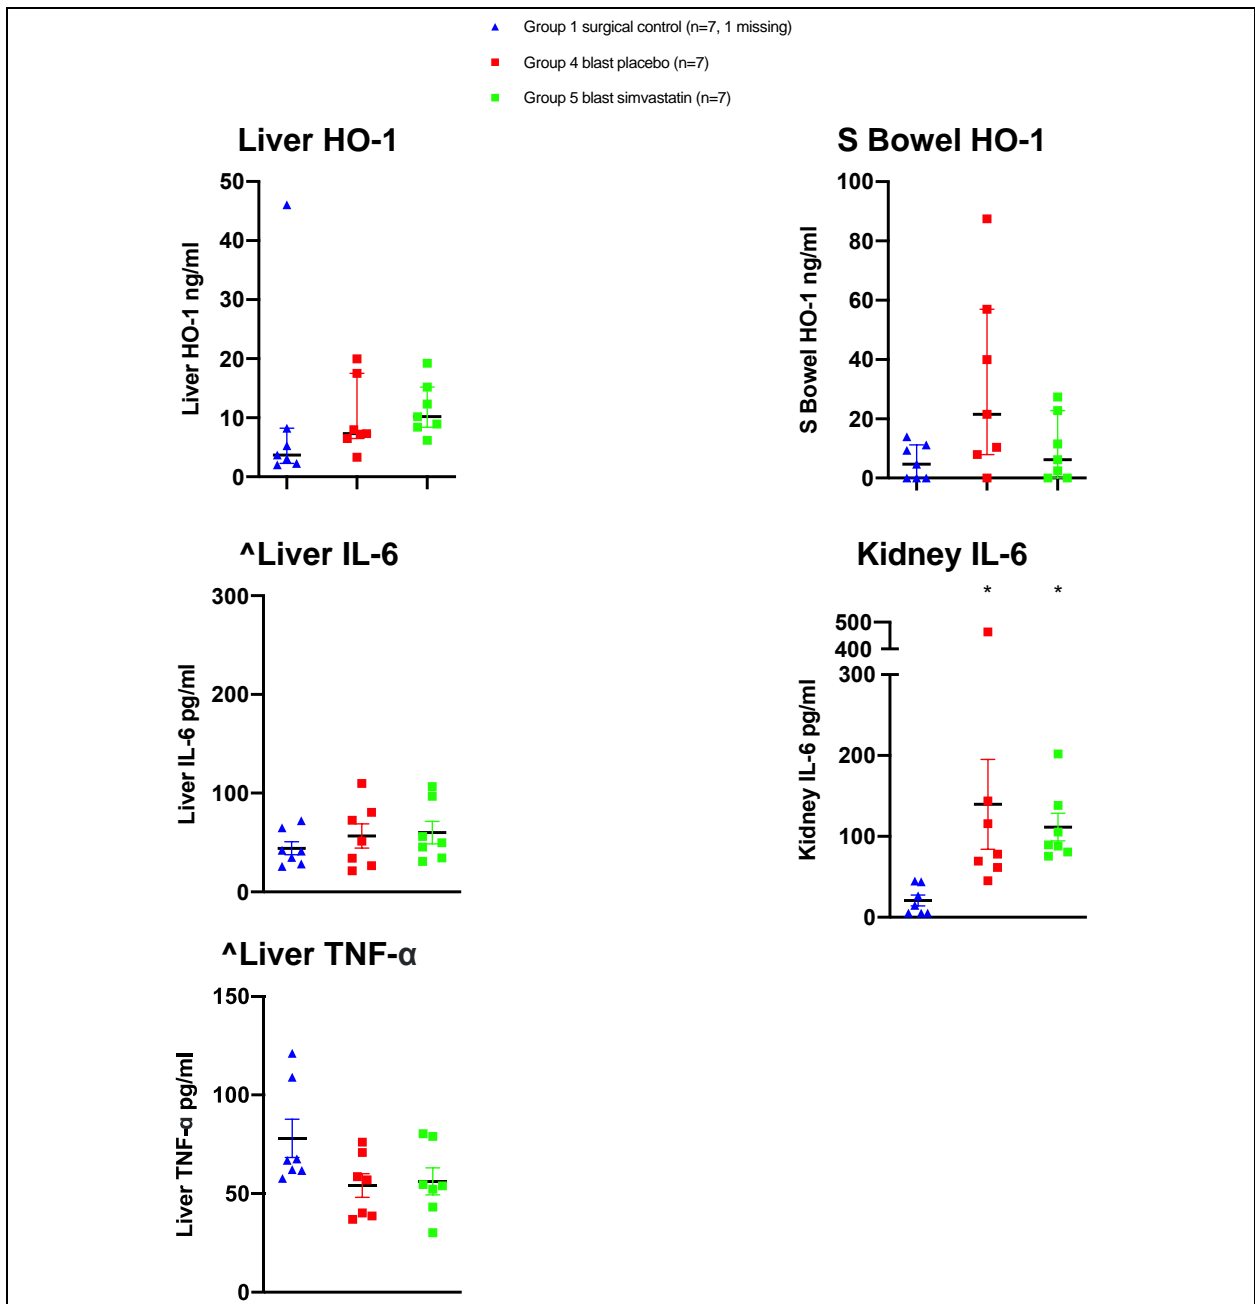 Group 1 surgical control (n=7, 1 missing)
Group 4 blast placebo (n=7)
Group 5 blast simvastatin (n=7)
Liver HO-1
Liver HO-1 ng/ml
50
40
30
20
10
0
S Bowel HO-1
S Bowel HO-1 ng/ml
100
80
60
40
20
0
^Liver IL-6
Liver IL-6 pg/ml
300
200
100
0
Kidney IL-6
* *
Kidney IL-6 pg/ml
500
400
300
200
100
0
^Liver TNF-α
Liver TNF-α pg/ml
150
100
50
0